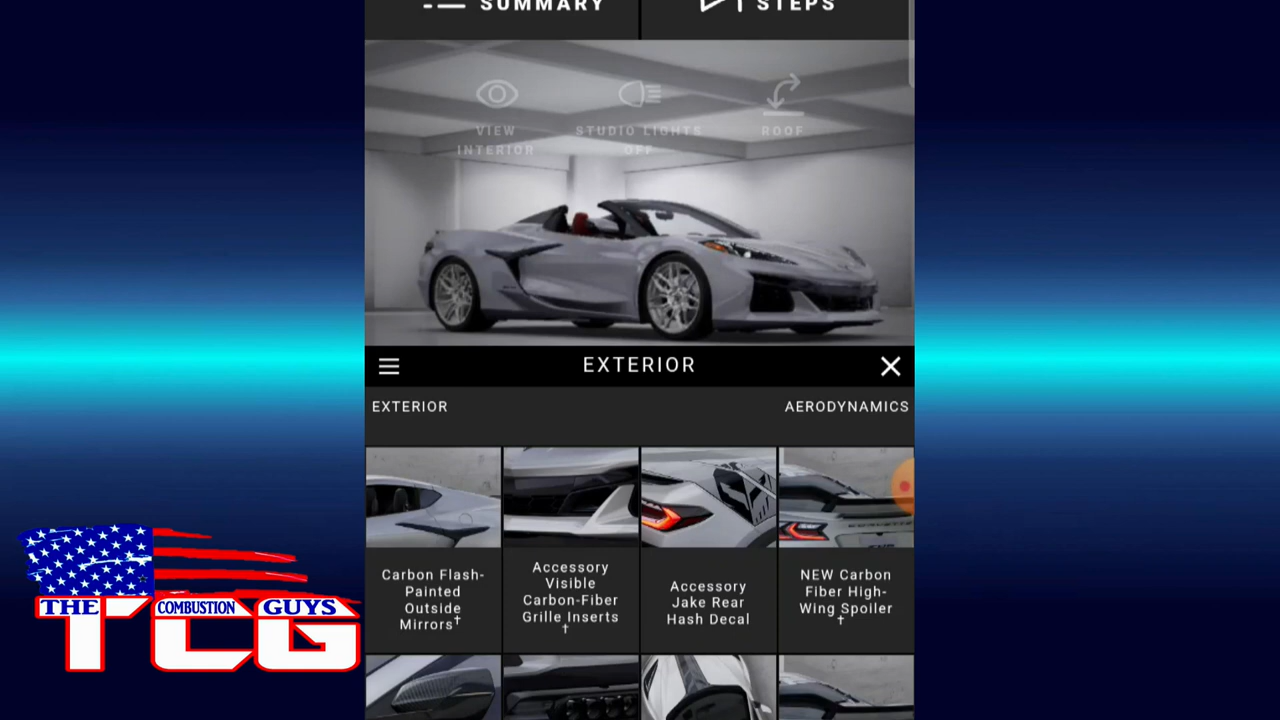 SUMMARY
STEPS
VIEW
INTERIOR
STUDIO LIGHTS
OFF
ROOF
EXTERIOR
EXTERIOR
AERODYNAMICS
Carbon Flash-
Painted
Outside
Mirrors†
Accessory
Visible
Carbon-Fiber
Grille Inserts
†
Accessory
Jake Rear
Hash Decal
NEW Carbon
Fiber High-
Wing Spoiler
†
THE COMBUSTION GUYS
TCG